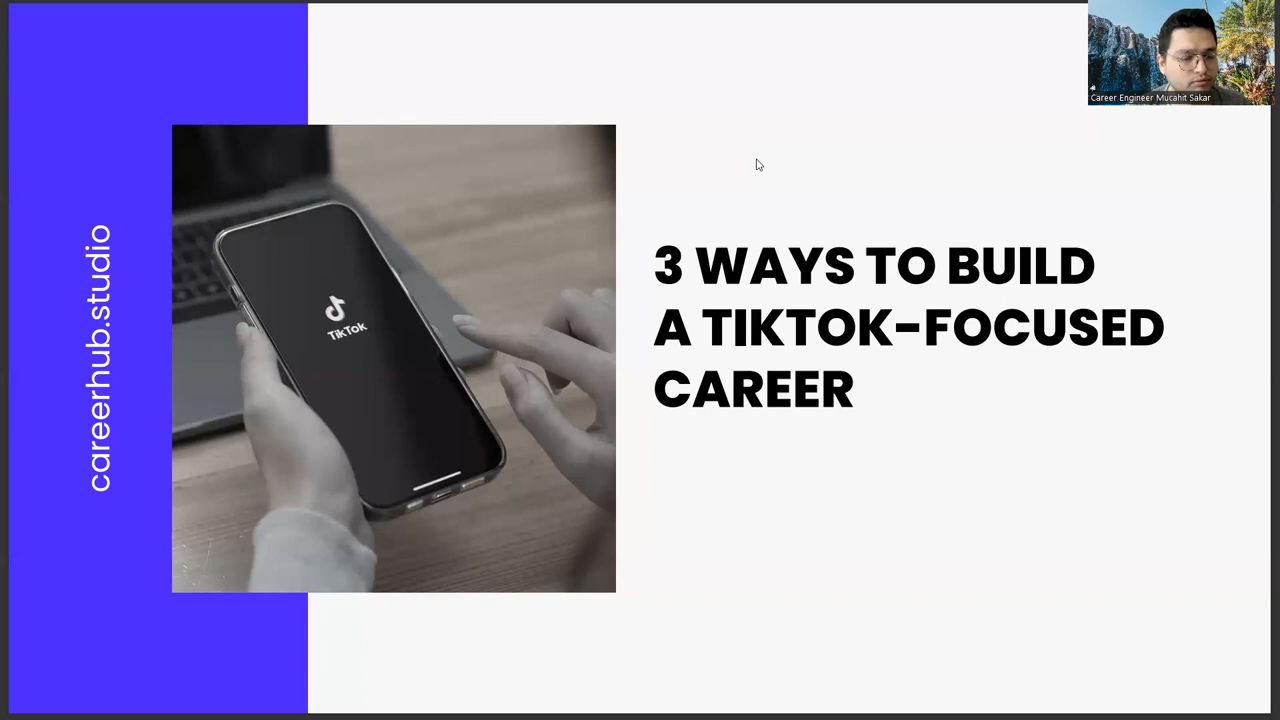 Career Engineer Mucahit Sakar
careerhub.studio
TikTok
3 WAYS TO BUILD
A TIKTOK-FOCUSED
CAREER